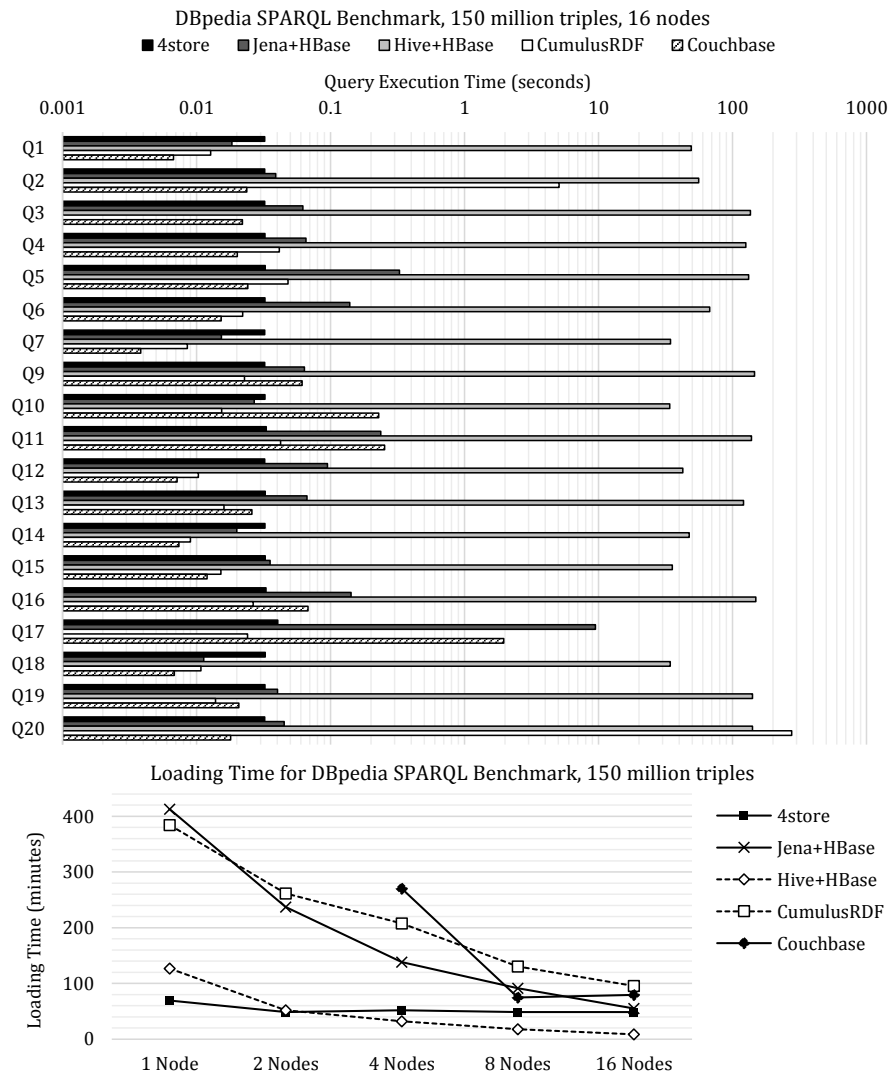 DBpedia SPARQL Benchmark, 150 million triples, 16 nodes
4store Jena+HBase Hive+HBase CumulusRDF Couchbase
Query Execution Time (seconds)
0.001 0.01 0.1 1 10 100 1000
Q1
Q2
Q3
Q4
Q5
Q6
Q7
Q9
Q10
Q11
Q12
Q13
Q14
Q15
Q16
Q17
Q18
Q19
Q20
Loading Time for DBpedia SPARQL Benchmark, 150 million triples
Loading Time (minutes)
400
300
200
100
0
1 Node 2 Nodes 4 Nodes 8 Nodes 16 Nodes
4store
Jena+HBase
Hive+HBase
CumulusRDF
Couchbase